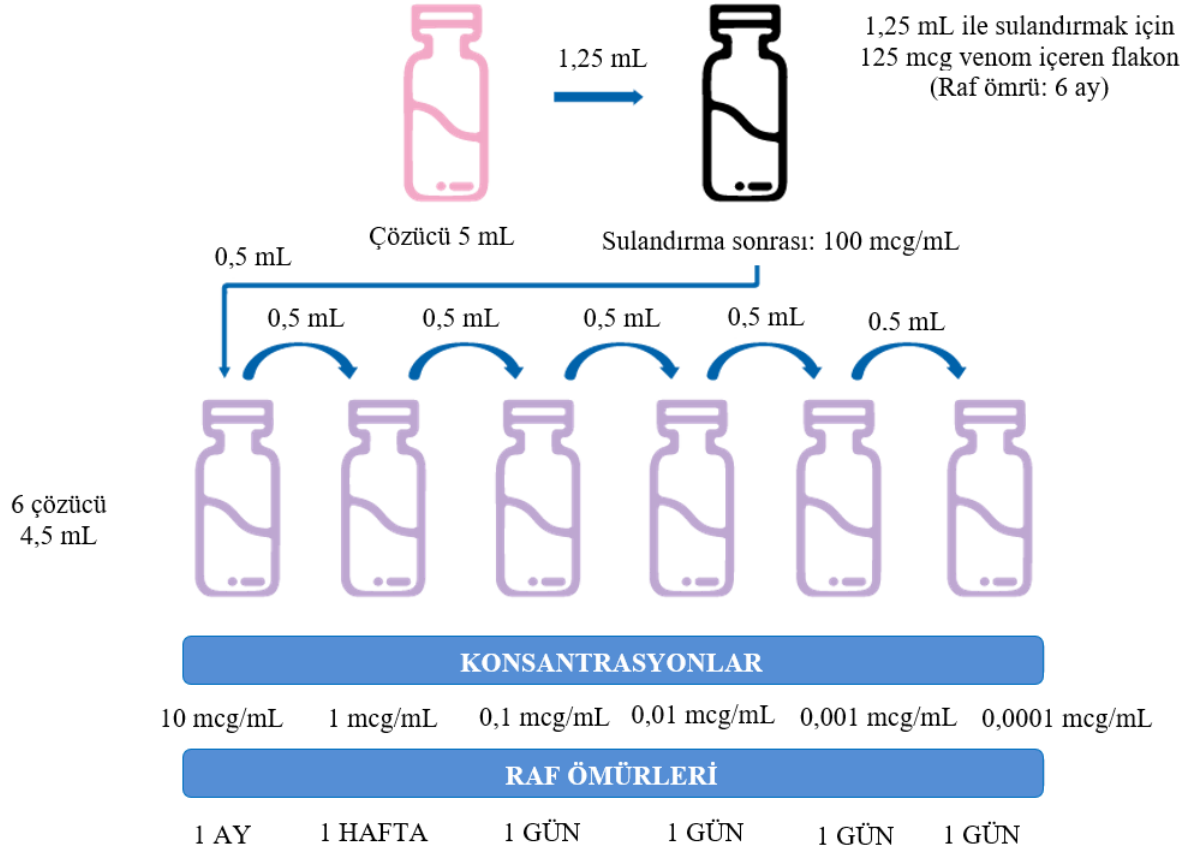 1,25 mL ile sulandırmak için
125 mcg venom içeren flakon
(Raf ömrü: 6 ay)
1,25 mL
Çözücü 5 mL
Sulandırma sonrası: 100 mcg/mL
0,5 mL
0,5 mL
0,5 mL
0,5 mL
0,5 mL
0.5 mL
6 çözücü
4,5 mL
KONSANTRASYONLAR
10 mcg/mL
1 mcg/mL
0,1 mcg/mL
0,01 mcg/mL
0,001 mcg/mL
0,0001 mcg/mL
RAF ÖMÜRLERİ
1 AY
1 HAFTA
1 GÜN
1 GÜN
1 GÜN
1 GÜN